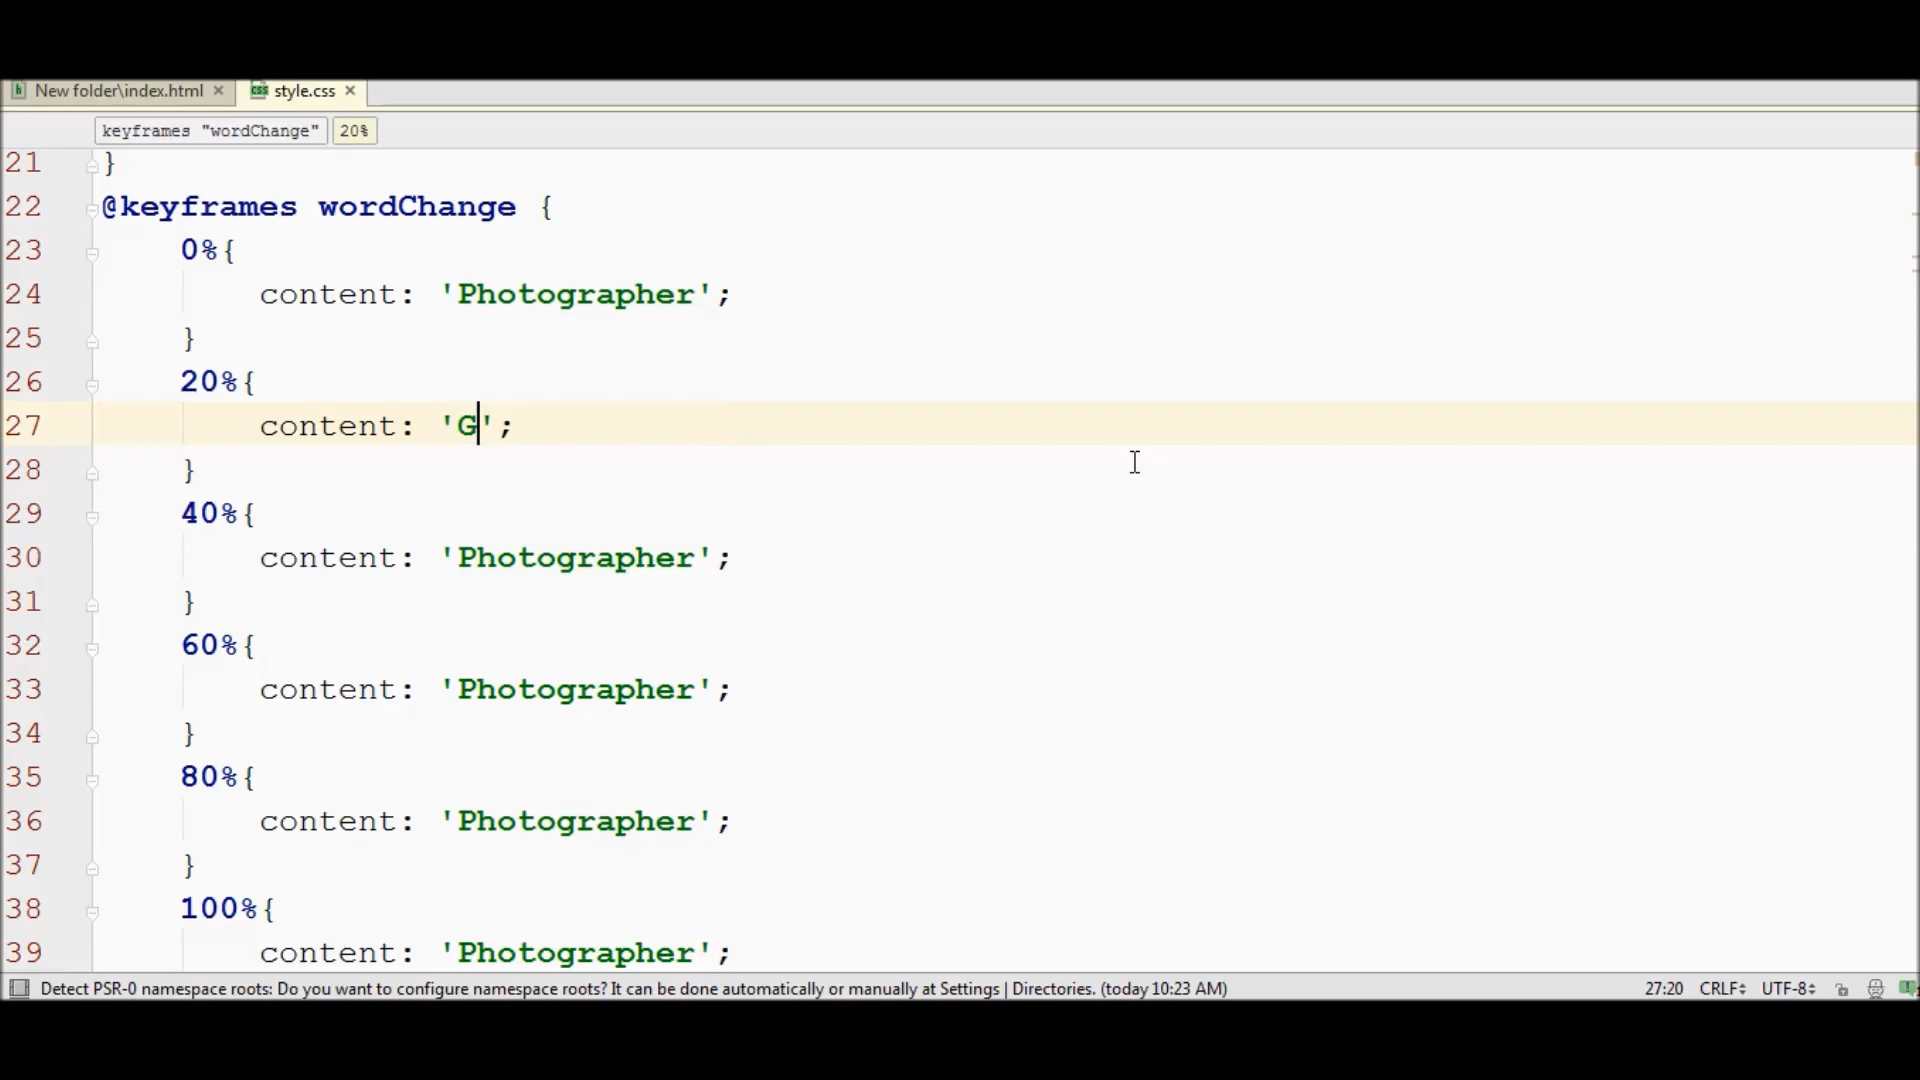 New folder\index.html
style.css
keyframes "wordChange" 20%
21 }
22 @keyframes wordChange {
23 0%{
24 content: 'Photographer';
25 }
26 20%{
27 content: 'G';
28 }
29 40%{
30 content: 'Photographer';
31 }
32 60%{
33 content: 'Photographer';
34 }
35 80%{
36 content: 'Photographer';
37 }
38 100%{
39 content: 'Photographer';
Detect PSR-0 namespace roots: Do you want to configure namespace roots? It can be done automatically or manually at Settings | Directories. (today 10:23 AM) 27:20 CRLF UTF-8